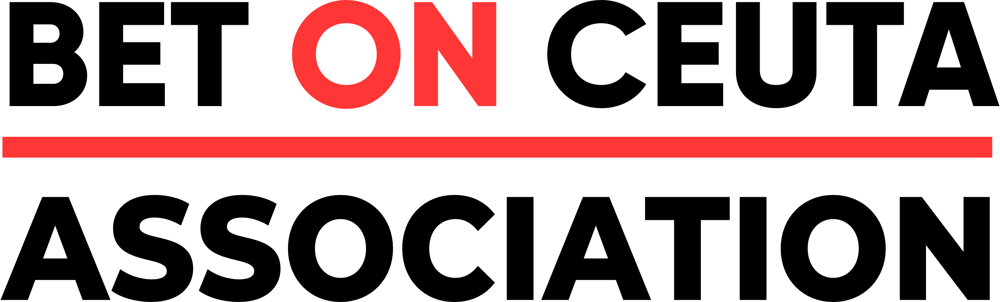 BET ON CEUTA
ASSOCIATION